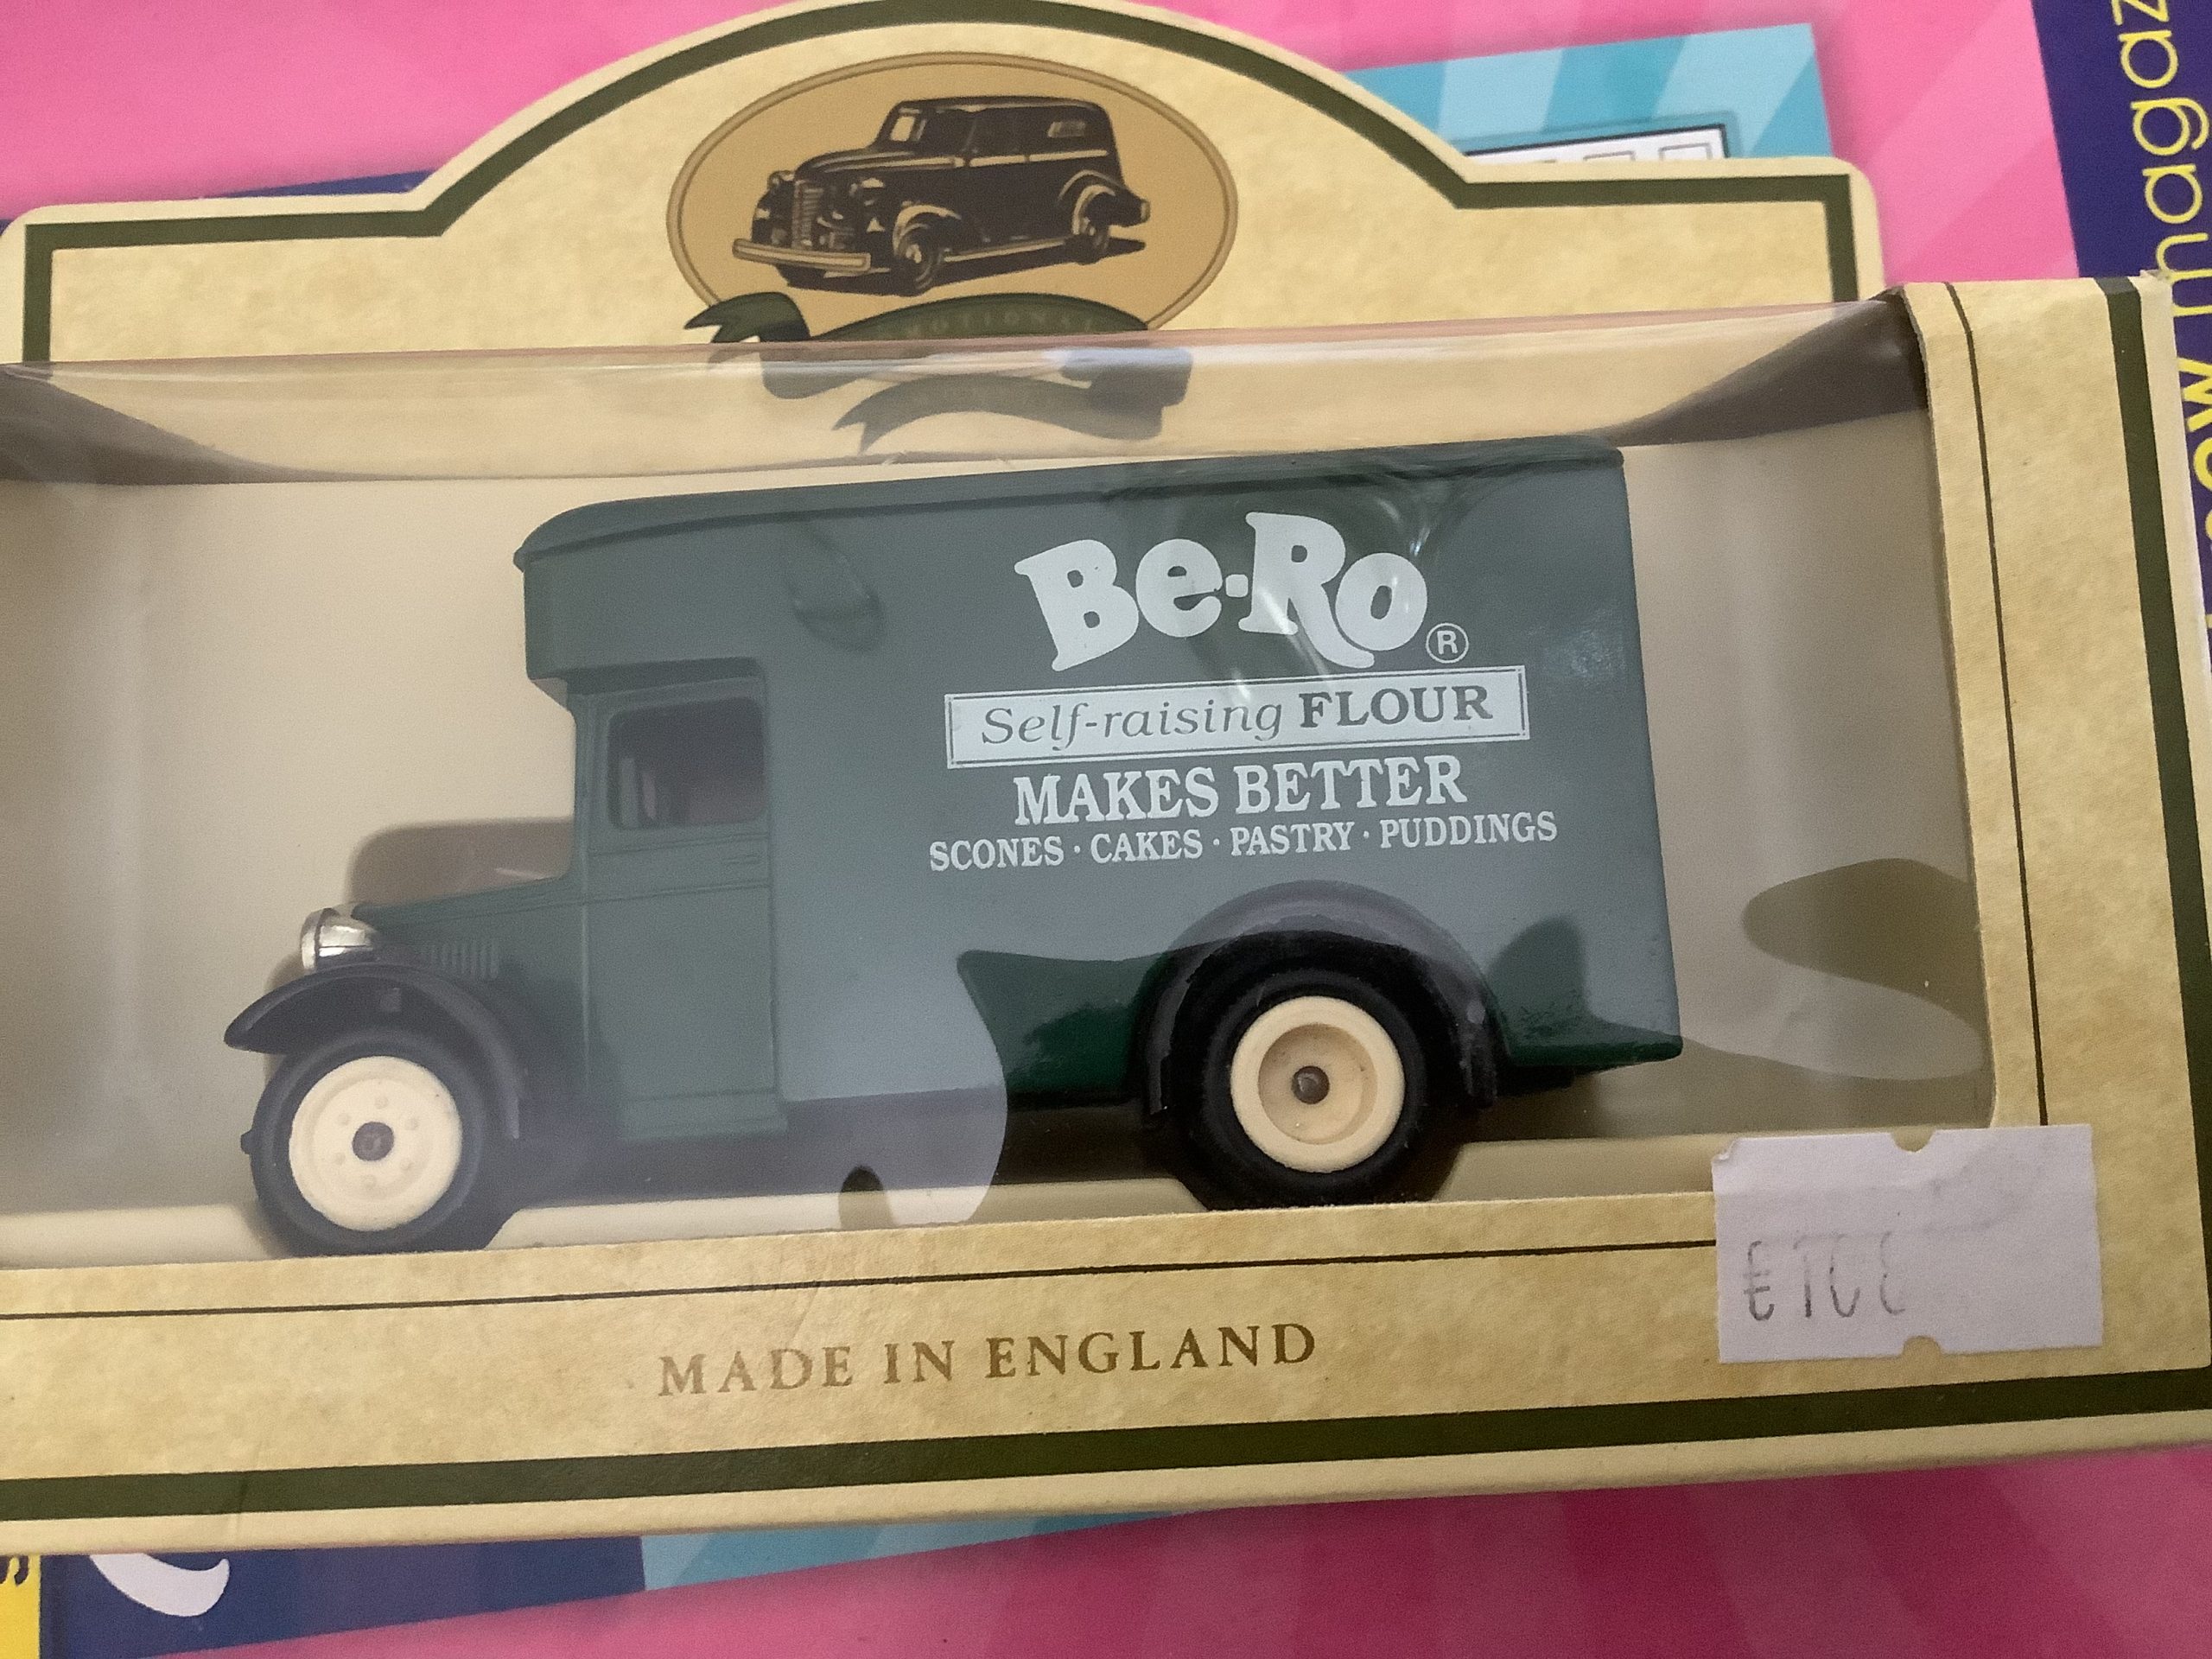 Be-Ro ®
Self-raising FLOUR
MAKES BETTER
SCONES · CAKES · PASTRY · PUDDINGS
MADE IN ENGLAND